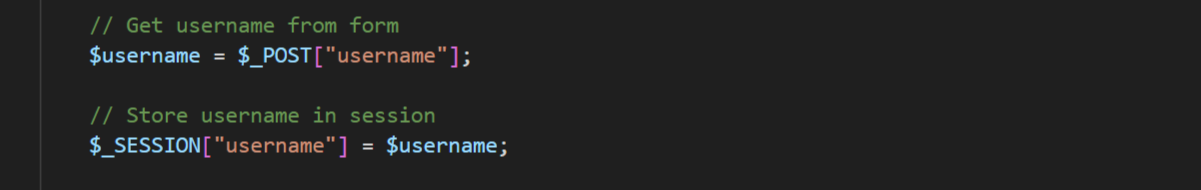 // Get username from form
$username = $_POST["username"];
// Store username in session
$_SESSION["username"] = $username;